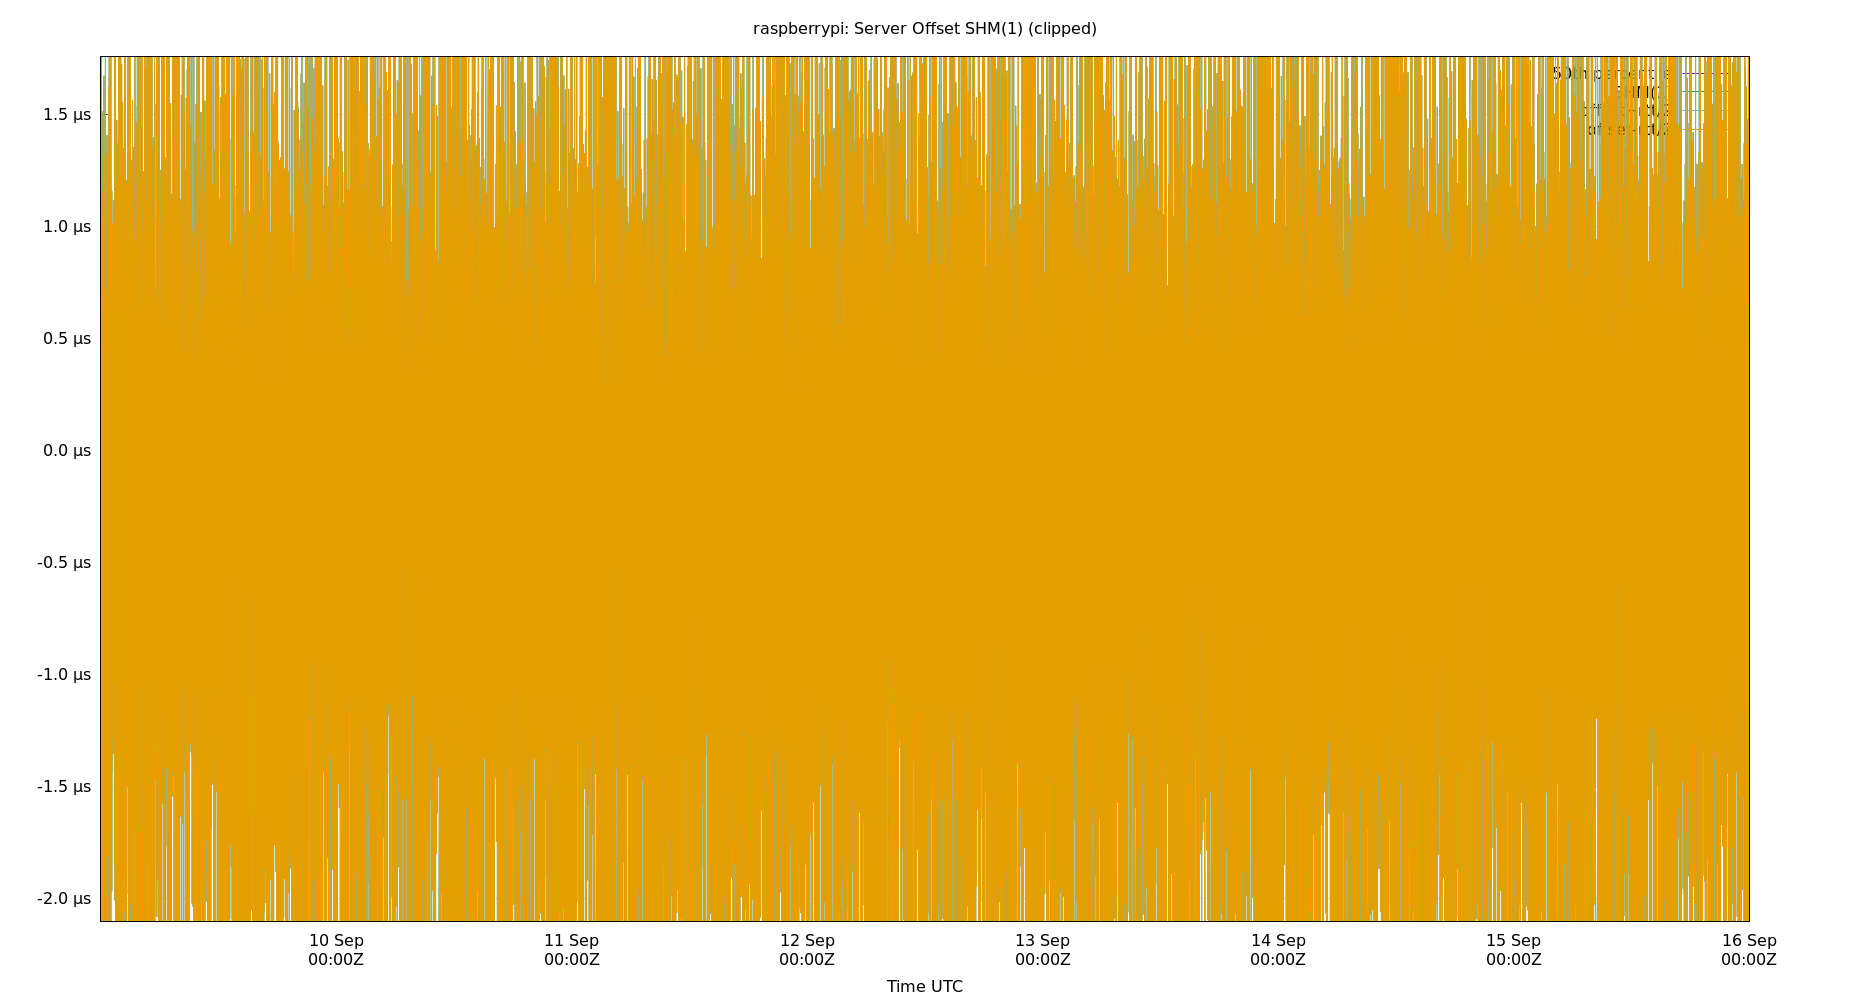 raspberrypi: Server Offset SHM(1) (clipped)
1.5 µs
1.0 µs
0.5 µs
0.0 µs
-0.5 µs
-1.0 µs
-1.5 µs
-2.0 µs
10 Sep 11 Sep 12 Sep 13 Sep 14 Sep 15 Sep 16 Sep
00:00Z 00:00Z 00:00Z 00:00Z 00:00Z 00:00Z 00:00Z
Time UTC